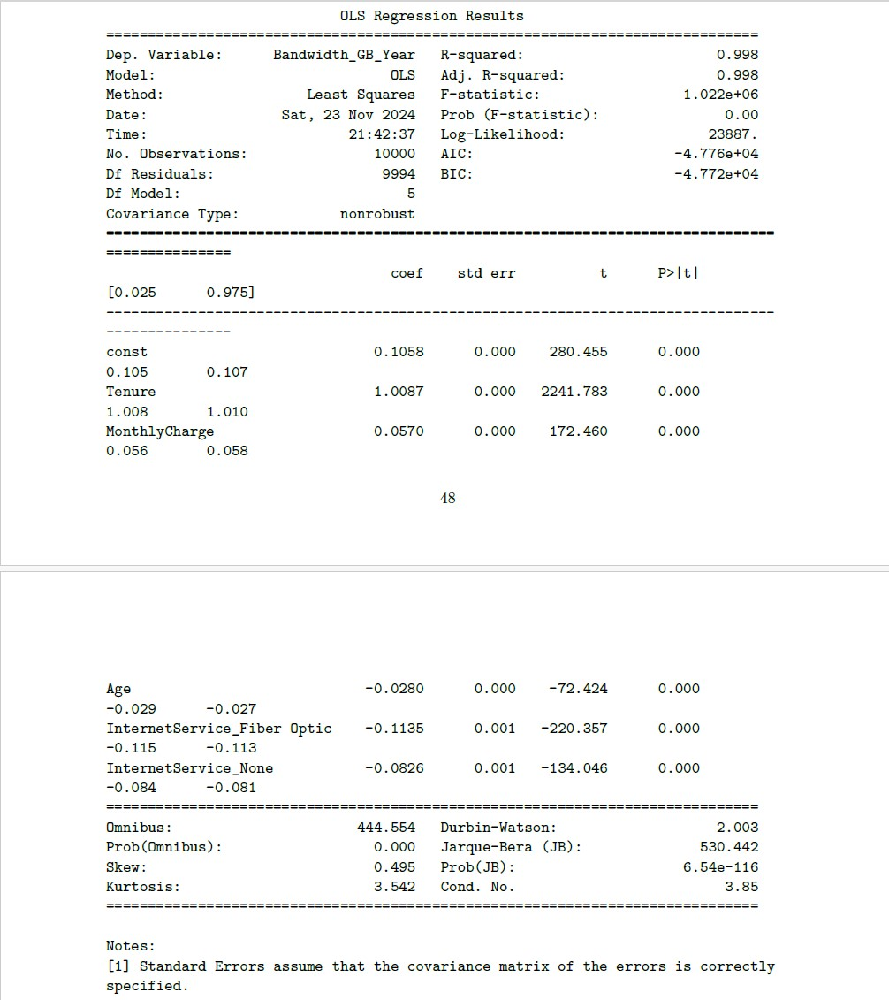 OLS Regression Results
==============================================================================
Dep. Variable: Bandwidth_GB_Year R-squared: 0.998
Model: OLS Adj. R-squared: 0.998
Method: Least Squares F-statistic: 1.022e+06
Date: Sat, 23 Nov 2024 Prob (F-statistic): 0.00
Time: 21:42:37 Log-Likelihood: 23887.
No. Observations: 10000 AIC: -4.776e+04
Df Residuals: 9994 BIC: -4.772e+04
Df Model: 5
Covariance Type: nonrobust
================================================================================
===============
coef std err t P>|t|
[0.025 0.975]
--------------------------------------------------------------------------------
---------------
const 0.1058 0.000 280.455 0.000
0.105 0.107
Tenure 1.0087 0.000 2241.783 0.000
1.008 1.010
MonthlyCharge 0.0570 0.000 172.460 0.000
0.056 0.058
48
Age -0.0280 0.000 -72.424 0.000
-0.029 -0.027
InternetService_Fiber Optic -0.1135 0.001 -220.357 0.000
-0.115 -0.113
InternetService_None -0.0826 0.001 -134.046 0.000
-0.084 -0.081
==============================================================================
Omnibus: 444.554 Durbin-Watson: 2.003
Prob(Omnibus): 0.000 Jarque-Bera (JB): 530.442
Skew: 0.495 Prob(JB): 6.54e-116
Kurtosis: 3.542 Cond. No. 3.85
==============================================================================
Notes:
[1] Standard Errors assume that the covariance matrix of the errors is correctly
specified.